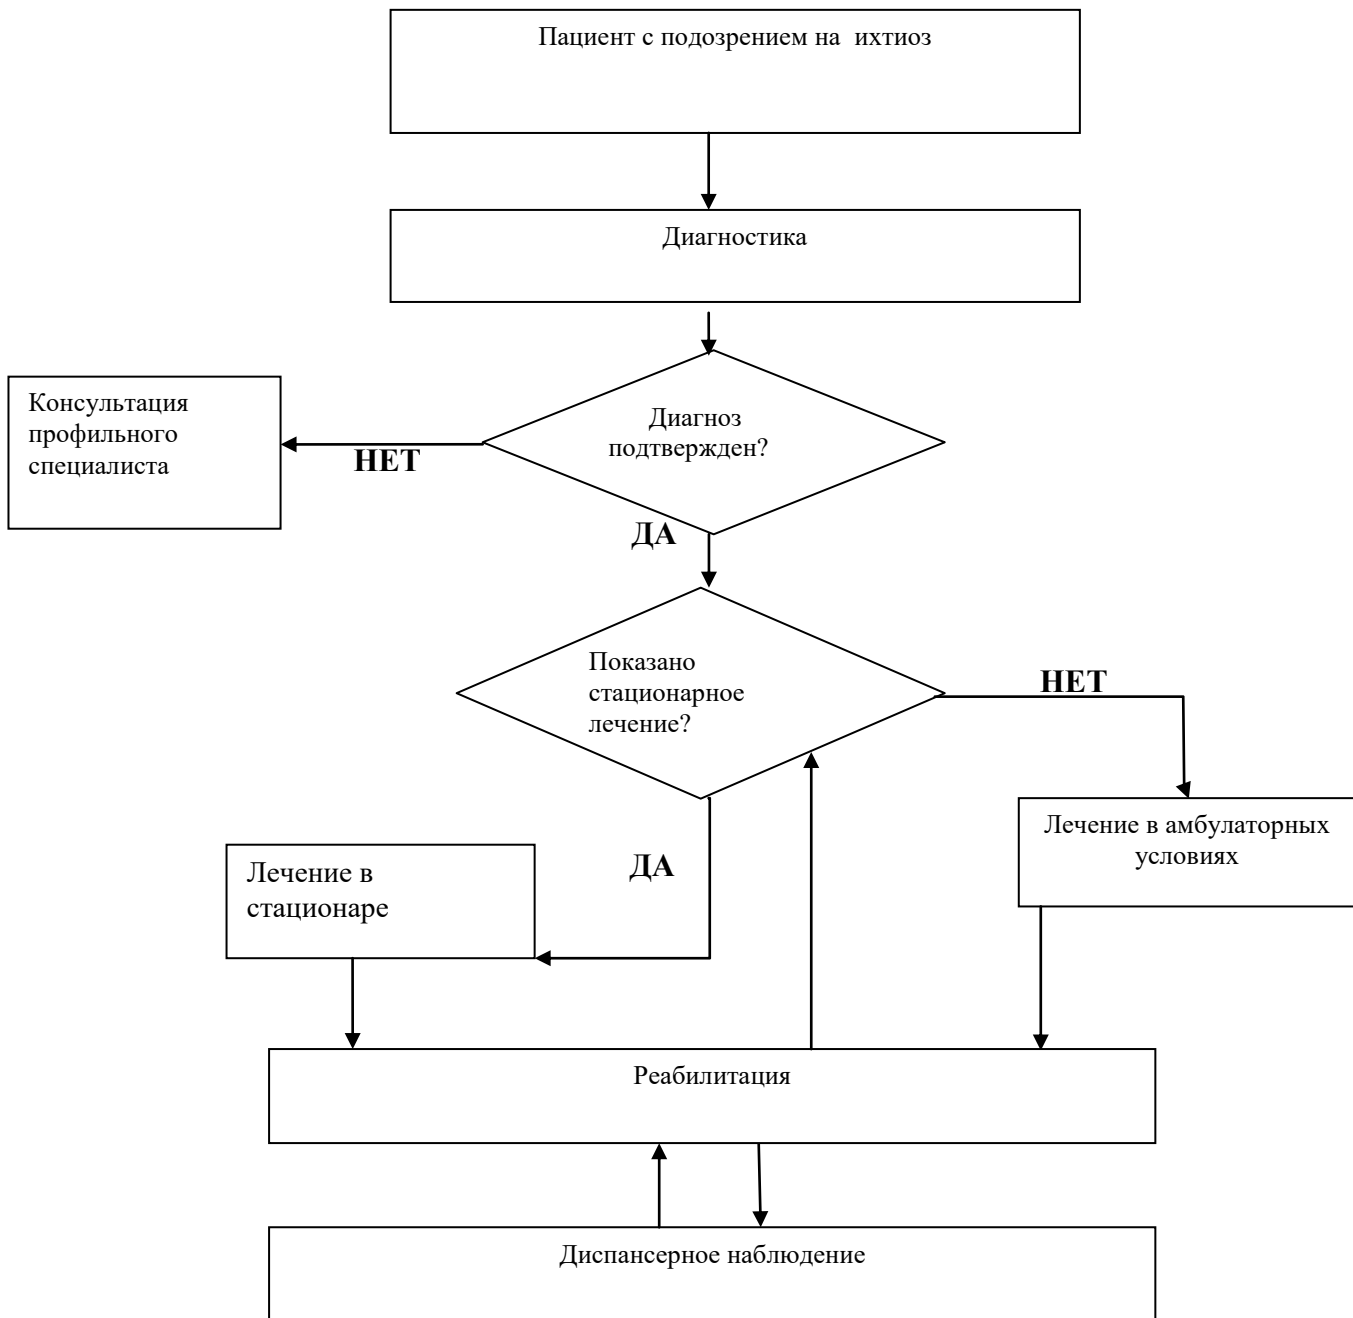 Пациент с подозрением на ихтиоз
Диагностика
Диагноз
подтвержден?
НЕТ
Консультация
профильного
специалиста
ДА
Показано
стационарное
лечение?
НЕТ
Лечение в амбулаторных
условиях
ДА
Лечение в
стационаре
Реабилитация
Диспансерное наблюдение